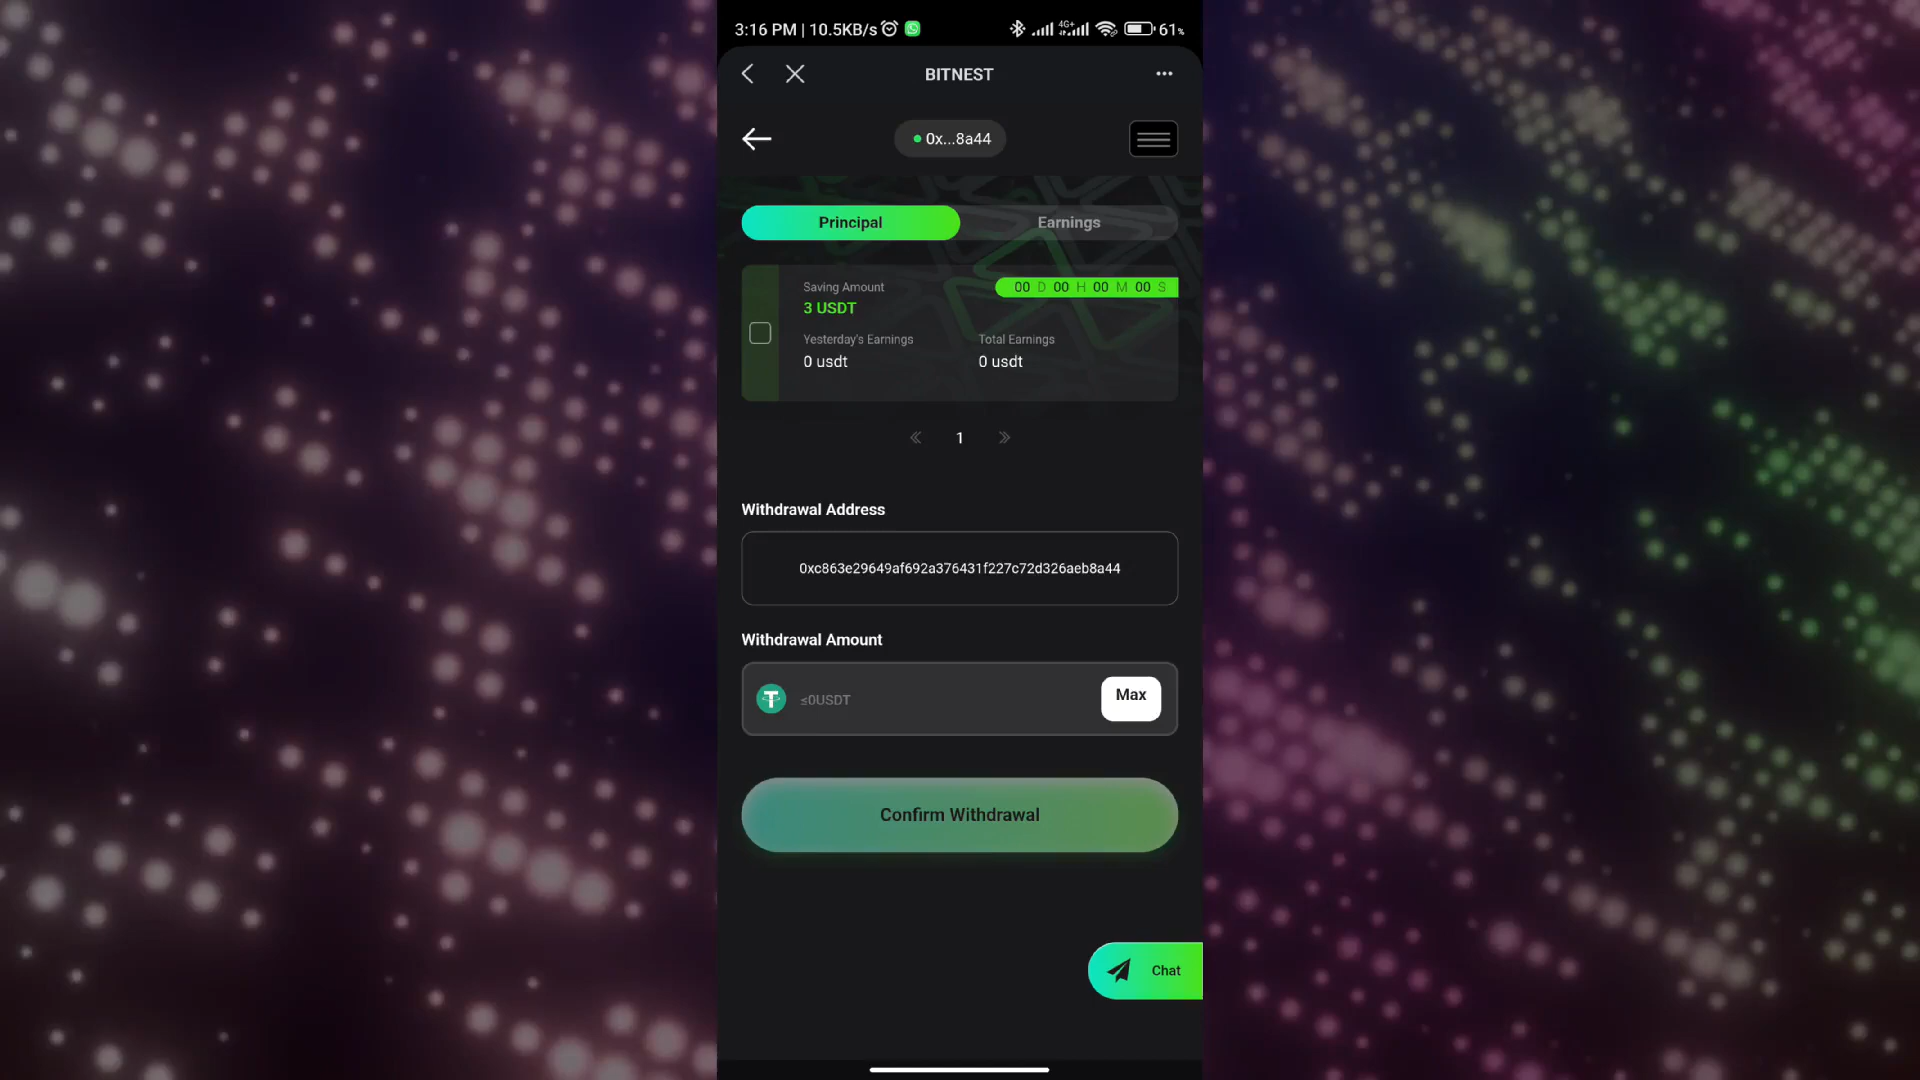 3:16 PM | 10.5KB/s 4G+ 61%
BITNEST
0x...8a44
Principal Earnings
Saving Amount 00 D 00 H 00 M 00 S
3 USDT
Yesterday's Earnings Total Earnings
0 usdt 0 usdt
« 1 »
Withdrawal Address
0xc863e29649af692a376431f227c72d326aeb8a44
Withdrawal Amount
≤0USDT Max
Confirm Withdrawal
Chat